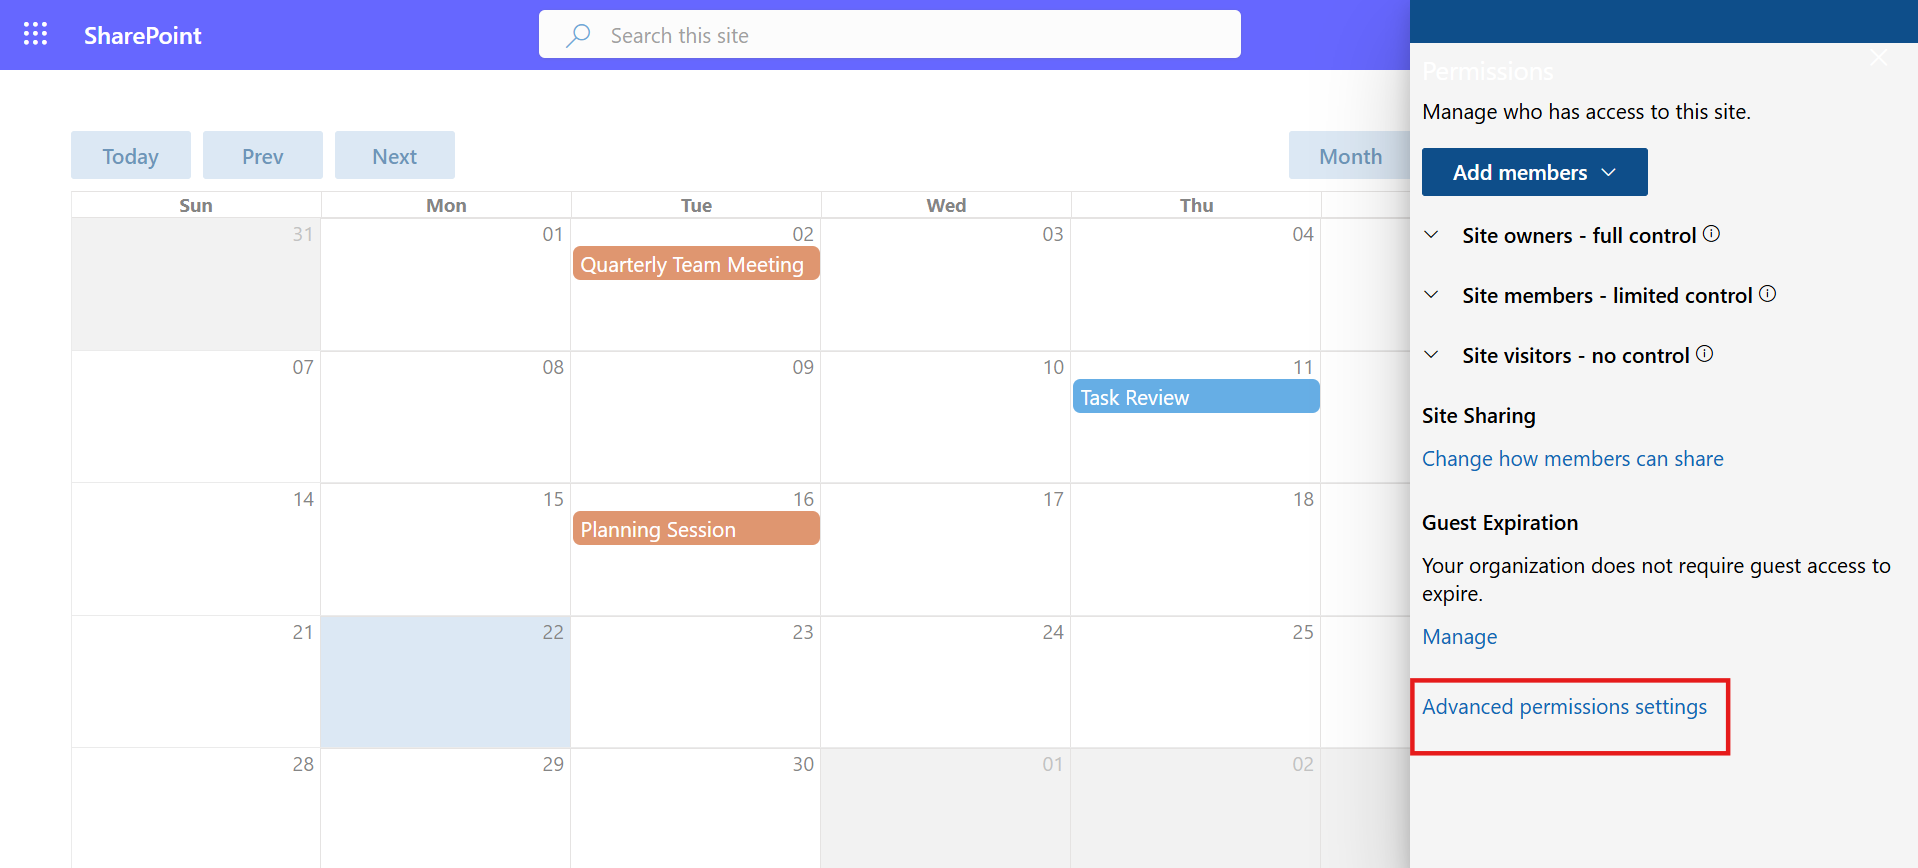 SharePoint
Search this site
Today Prev Next Month
Sun Mon Tue Wed Thu
31 01 02 03 04
Quarterly Team Meeting
07 08 09 10 11
Task Review
14 15 16 17 18
Planning Session
21 22 23 24 25
28 29 30 01 02
Permissions
Manage who has access to this site.
Add members
Site owners - full control
Site members - limited control
Site visitors - no control
Site Sharing
Change how members can share
Guest Expiration
Your organization does not require guest access to
expire.
Manage
Advanced permissions settings